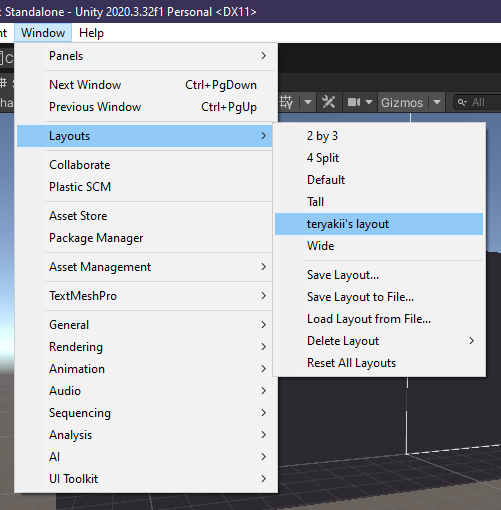 : Standalone - Unity 2020.3.32f1 Personal <DX11>
Window Help
Panels
Next Window Ctrl+PgDown
Previous Window Ctrl+PgUp
Layouts
Collaborate
Plastic SCM
Asset Store
Package Manager
Asset Management
TextMeshPro
General
Rendering
Animation
Audio
Sequencing
Analysis
AI
UI Toolkit
Gizmos All
2 by 3
4 Split
Default
Tall
teryakii's layout
Wide
Save Layout...
Save Layout to File...
Load Layout from File...
Delete Layout
Reset All Layouts